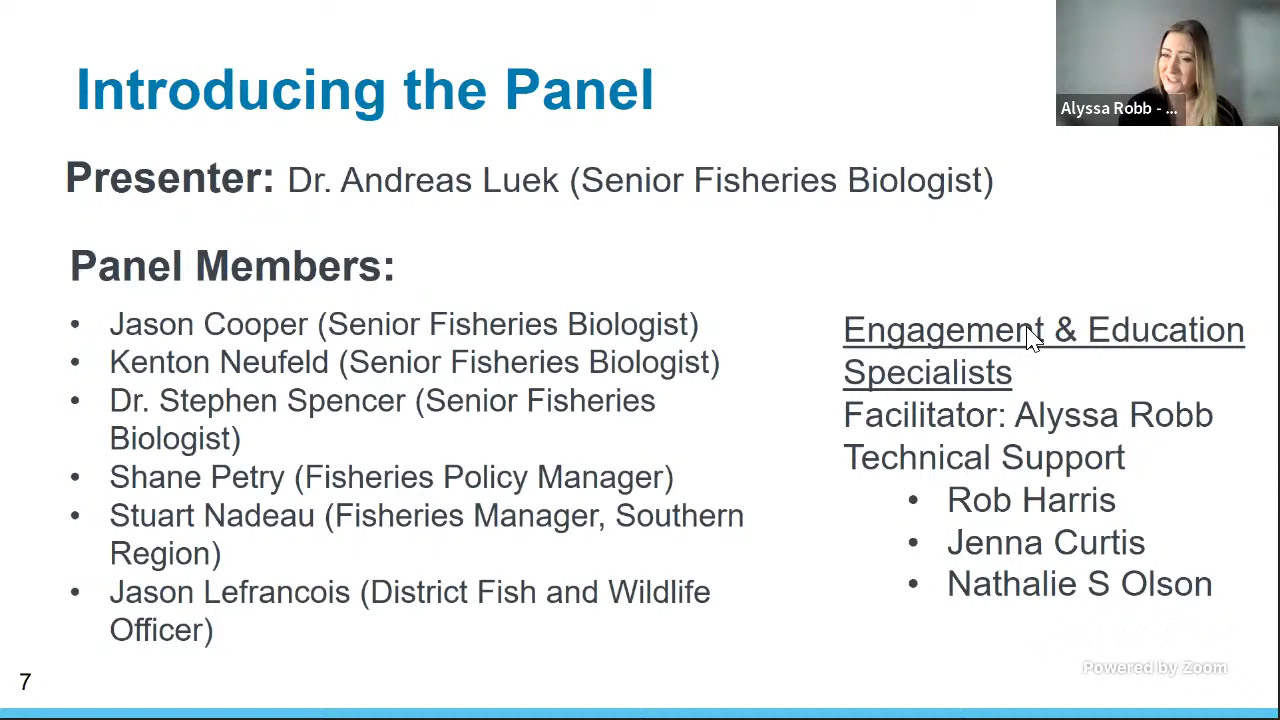 Introducing the Panel
Alyssa Robb - ...
Presenter: Dr. Andreas Luek (Senior Fisheries Biologist)
Panel Members:
• Jason Cooper (Senior Fisheries Biologist)
• Kenton Neufeld (Senior Fisheries Biologist)
• Dr. Stephen Spencer (Senior Fisheries
Biologist)
• Shane Petry (Fisheries Policy Manager)
• Stuart Nadeau (Fisheries Manager, Southern
Region)
• Jason Lefrancois (District Fish and Wildlife
Officer)
Engagement & Education
Specialists
Facilitator: Alyssa Robb
Technical Support
• Rob Harris
• Jenna Curtis
• Nathalie S Olson
Powered by Zoom
7